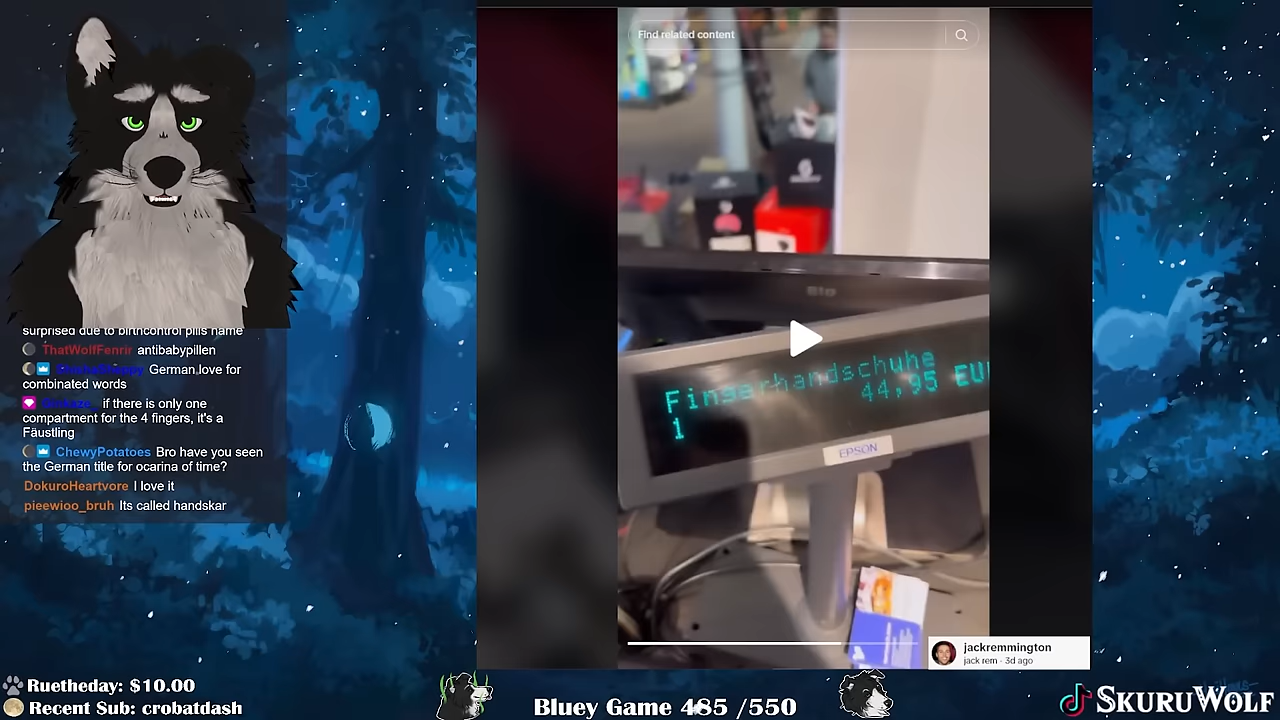 Find related content
Elo
Fingerhandschuhe
44,95 EU
1
EPSON
surprised due to birthcontrol pills name
ThatWolfFenrir antibabypillen
German,love for
combinated words
if there is only one
compartment for the 4 fingers, it's a
Fäustling
ChewyPotatoes Bro have you seen
the German title for ocarina of time?
DokuroHeartvore I love it
pieewioo_bruh Its called handskar
jackremmington
jack rem · 3d ago
Ruetheday: $10.00
Recent Sub: crobatdash
Bluey Game 485 /550
SkuruWolf